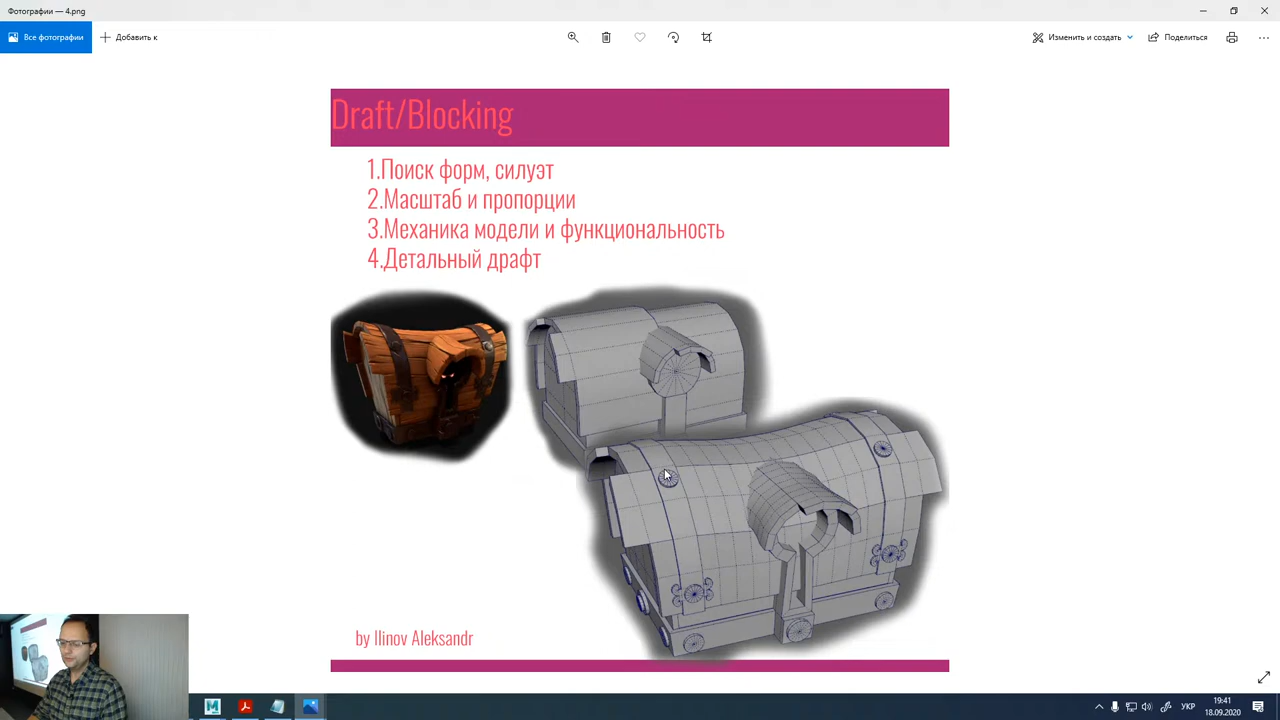 Фотографии — 4.png
Все фотографии
Добавить к
Изменить и создать
Поделиться
Draft/Blocking
1.Поиск форм, силуэт
2.Масштаб и пропорции
3.Механика модели и функциональность
4.Детальный драфт
by Ilinov Aleksandr
M
УКР
19:41
18.09.2020